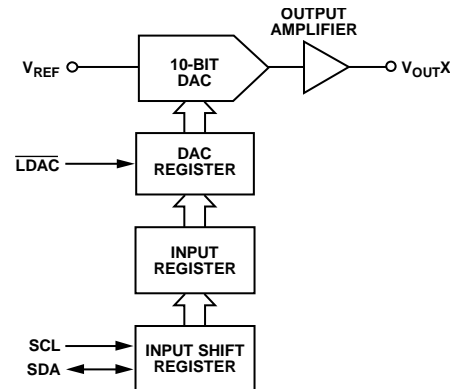 OUTPUT
AMPLIFIER
VREF
10-BIT
DAC
VOUTX
LDAC
DAC
REGISTER
INPUT
REGISTER
SCL
SDA
INPUT SHIFT
REGISTER